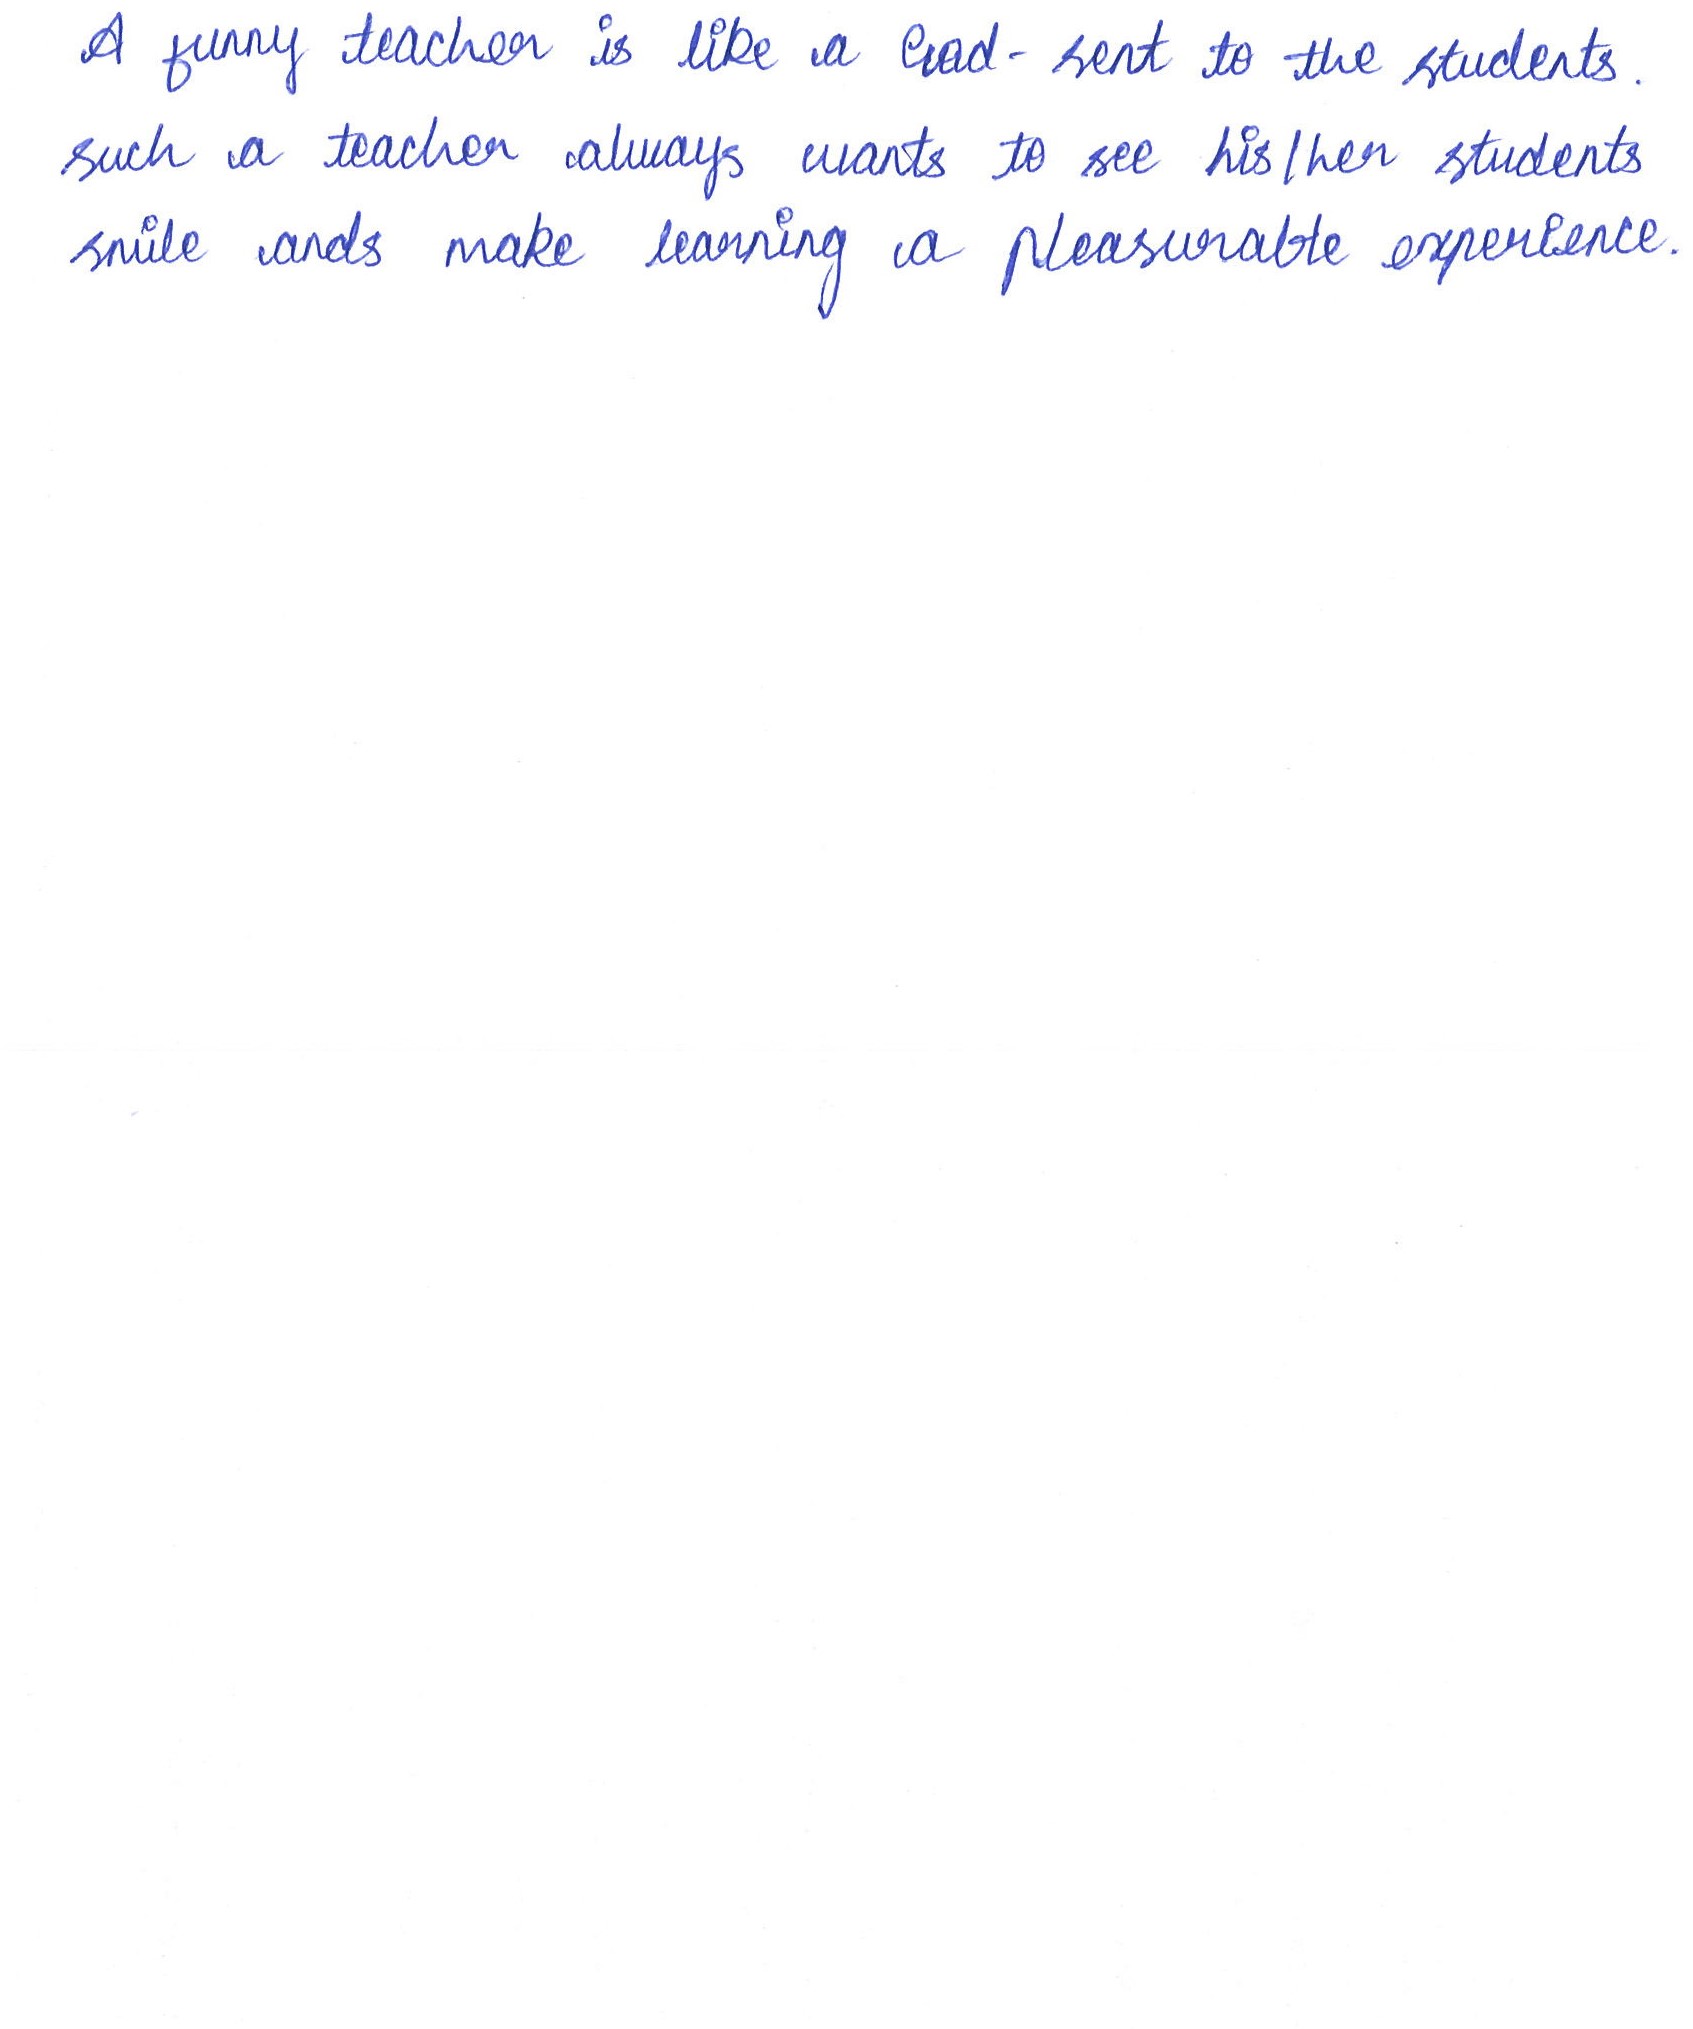 A funny teacher is like a God-sent to the students.
such a teacher always wants to see his/her students
smile ands make learning a pleasurable experience.